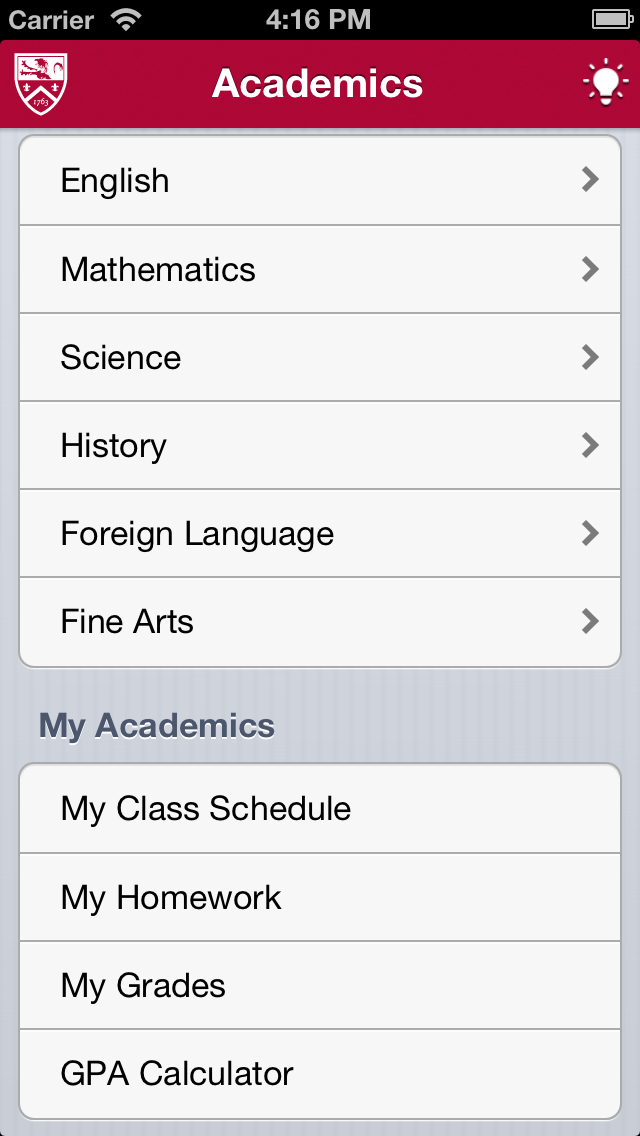 Carrier 4:16 PM
Academics
1763
English
Mathematics
Science
History
Foreign Language
Fine Arts
My Academics
My Class Schedule
My Homework
My Grades
GPA Calculator